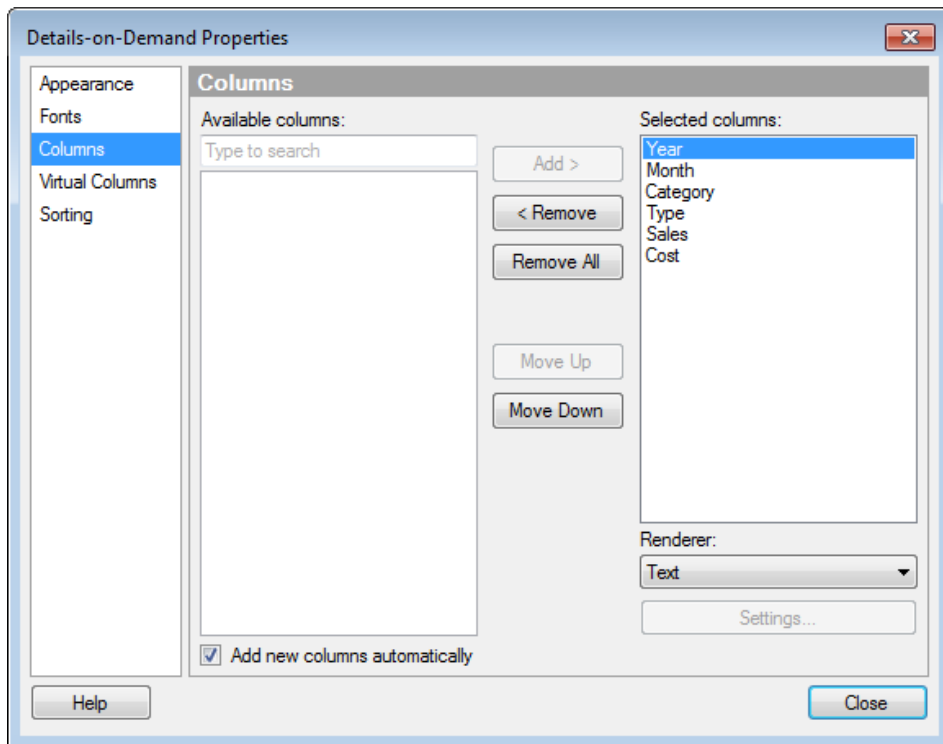 Details-on-Demand Properties
Appearance
Fonts
Columns
Virtual Columns
Sorting
Columns
Available columns:
Type to search
Add >
< Remove
Remove All
Move Up
Move Down
Selected columns:
Year
Month
Category
Type
Sales
Cost
Renderer:
Text
Settings...
Add new columns automatically
Help
Close